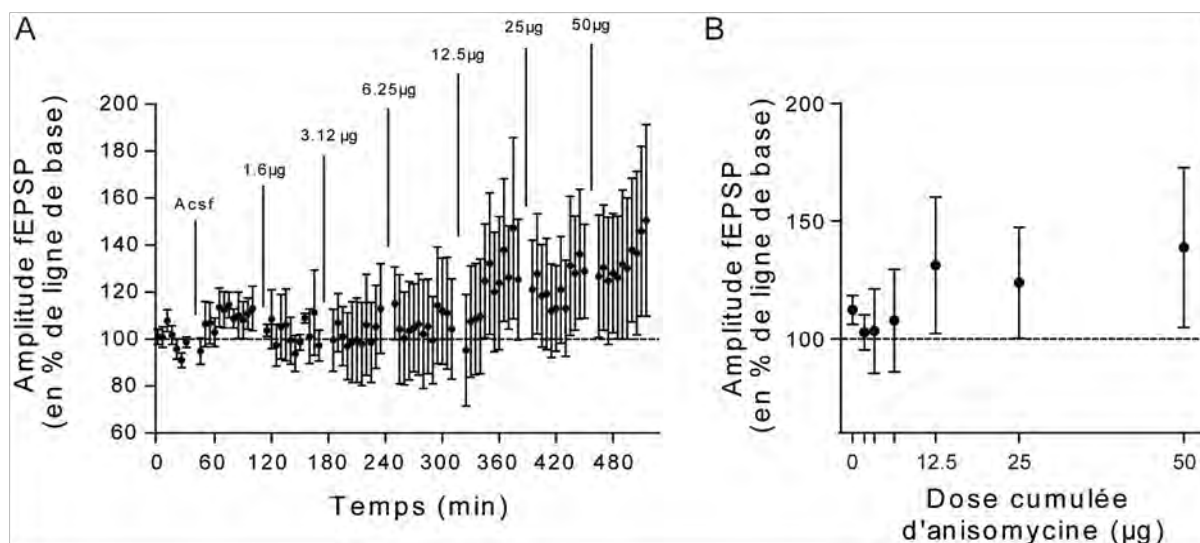 A
B
Amplitude fEPSP
(en % de ligne de base)
200
180
160
140
120
100
80
60
Acsf
1.6µg
3.12 µg
6.25µg
12.5µg
25µg
50µg
0 60 120 180 240 300 360 420 480
Temps (min)
Amplitude fEPSP
(en % de ligne de base)
200
150
100
0 12.5 25 50
Dose cumulée
d'anisomycine (µg)